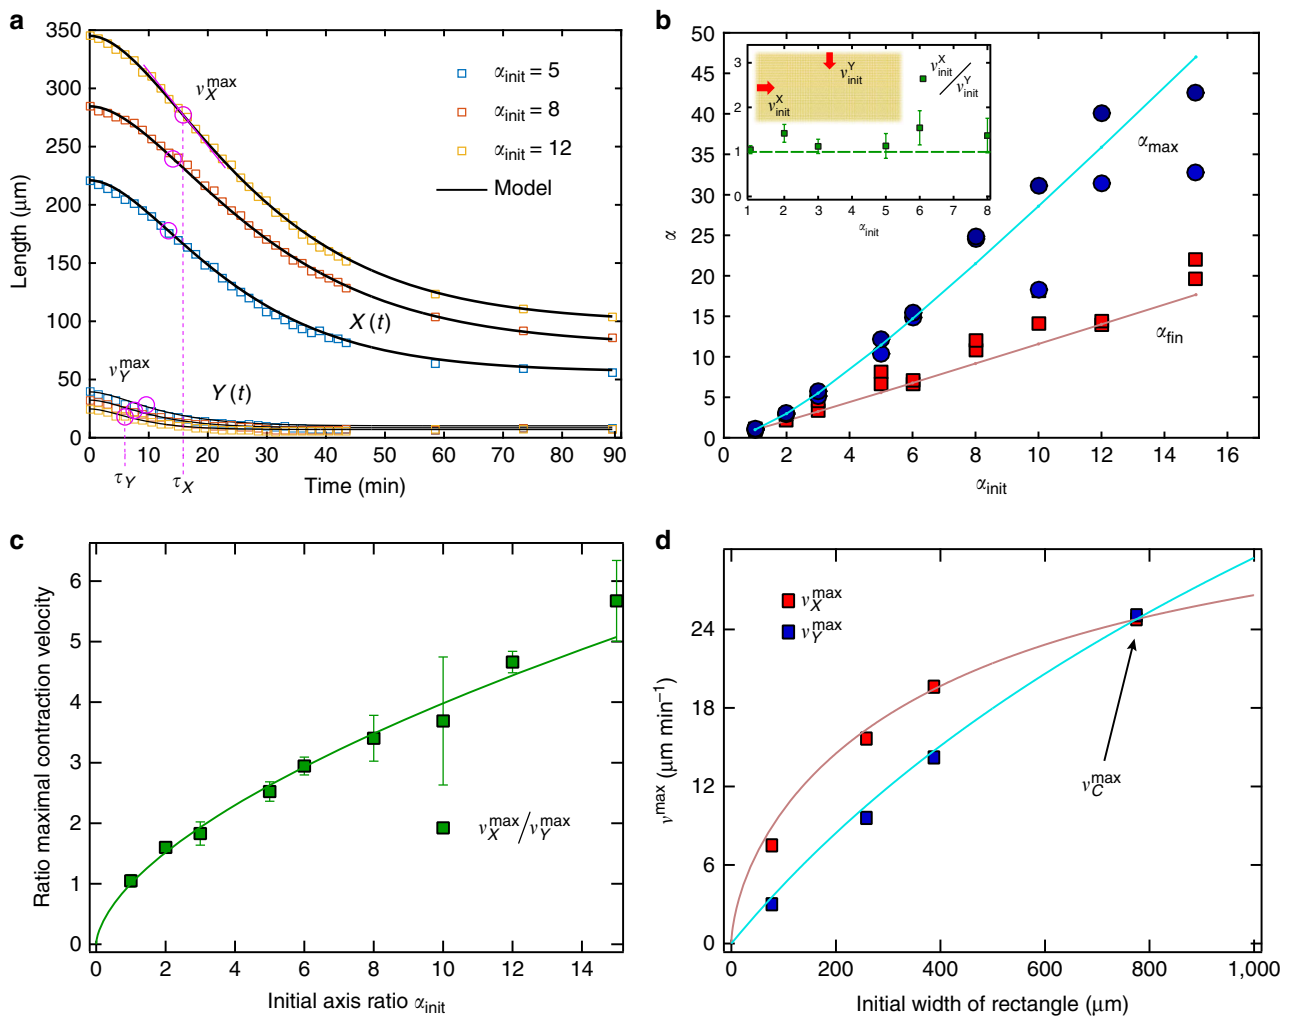 a
350
300
250
200
150
100
50
0
Length (μm)
v_X^max
α_init = 5
α_init = 8
α_init = 12
Model
X (t)
v_Y^max
Y (t)
0 10 20 30 40 50 60 70 80 90
τ_Y τ_X Time (min)
b
50
45
40
35
30
25
20
15
10
5
0
α
3
2
1
0
v_init^Y
v_init^X
v_init^X / v_init^Y
1 2 3 4 5 6 7 8
α_init
α_max
α_fin
0 2 4 6 8 10 12 14 16
α_init
c
6
5
4
3
2
1
0
Ratio maximal contraction velocity
v_X^max / v_Y^max
0 2 4 6 8 10 12 14
Initial axis ratio α_init
d
24
18
12
6
0
v^max (μm min⁻¹)
v_X^max
v_Y^max
v_C^max
0 200 400 600 800 1,000
Initial width of rectangle (μm)